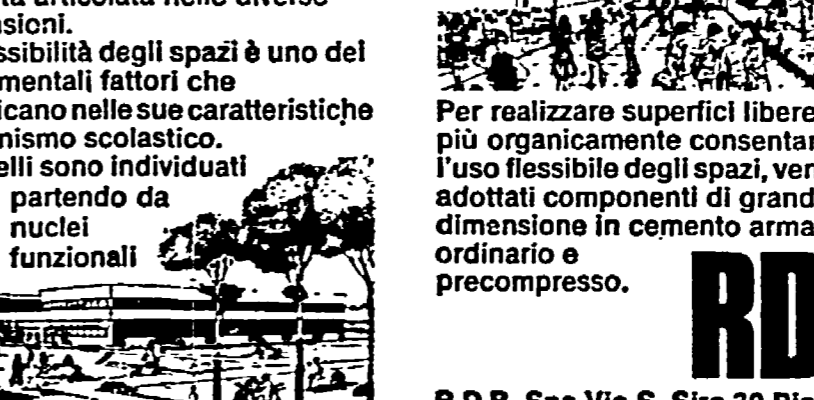 ssibilità degli spazi è uno dei
mentali fattori che
icano nelle sue caratteristiche
nismo scolastico.
elli sono individuati
partendo da
nuclei
funzionali
Per realizzare superfici libere
più organicamente consentan
l'uso flessibile degli spazi, ven
adottati componenti di grand
dimensione in cemento arma
ordinario e
precompresso.
RD